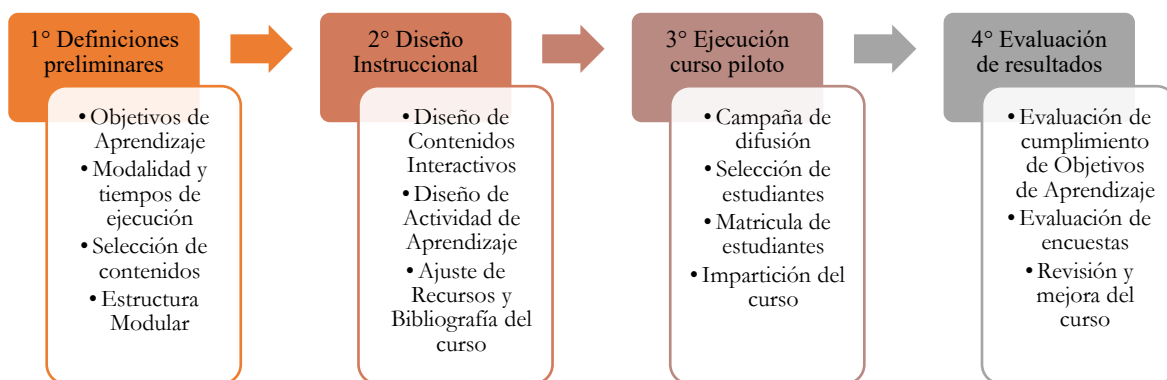 1° Definiciones
preliminares
• Objetivos de
Aprendizaje
• Modalidad y
tiempos de
ejecución
• Selección de
contenidos
• Estructura
Modular
2° Diseño
Instruccional
• Diseño de
Contenidos
Interactivos
• Diseño de
Actividad de
Aprendizaje
• Ajuste de
Recursos y
Bibliografía del
curso
3° Ejecución
curso piloto
• Campaña de
difusión
• Selección de
estudiantes
• Matricula de
estudiantes
• Impartición del
curso
4° Evaluación
de resultados
• Evaluación de
cumplimiento
de Objetivos
de Aprendizaje
• Evaluación de
encuestas
• Revisión y
mejora del
curso